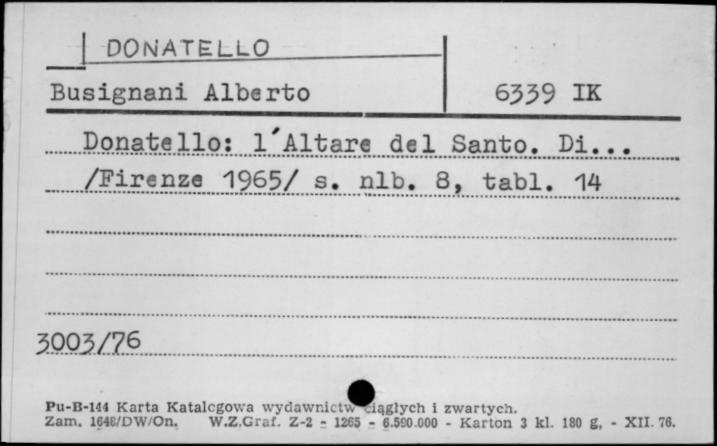 DONATELLO
Busignani Alberto 6339 IK
Donatello: l'Altare del Santo. Di...
/Firenze 1965/ s. nlb. 8, tabl. 14
3003/76
Pu-B-144 Karta Katalogowa wydawnictw ciągłych i zwartych.
Zam. 1648/DW/On. W.Z.Graf. Z-2 - 1265 - 6.590.000 - Karton 3 kl. 180 g. - XII. 76.